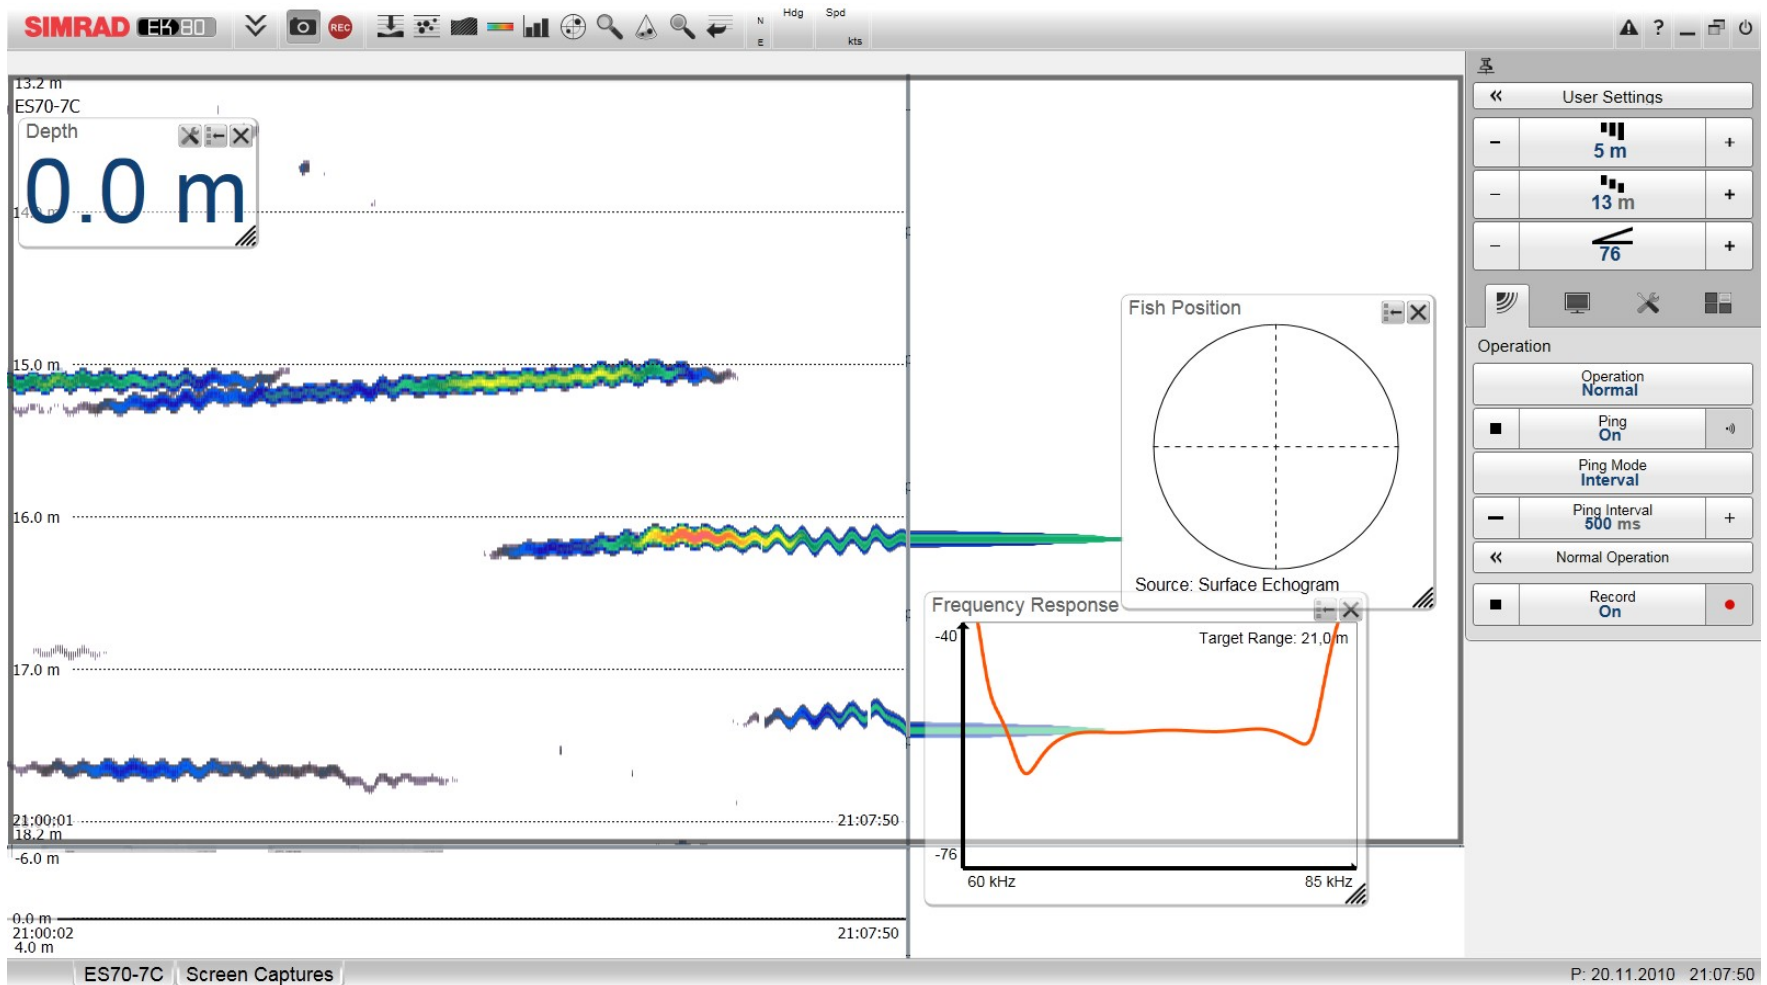 SIMRAD EK80
REC
N
E
Hdg
Spd
kts
?
13.2 m
ES70-7C
Depth
0.0 m
15.0 m
16.0 m
17.0 m
21:00:01
21:07:50
18.2 m
-6.0 m
0.0 m
21:00:02
21:07:50
4.0 m
Fish Position
Source: Surface Echogram
Frequency Response
Target Range: 21,0 m
-40
-76
60 kHz
85 kHz
User Settings
- 5 m +
- 13 m +
- 76 +
Operation
Operation
Normal
Ping
On
Ping Mode
Interval
Ping Interval
- 500 ms +
Normal Operation
Record
On
ES70-7C
Screen Captures
P: 20.11.2010 21:07:50